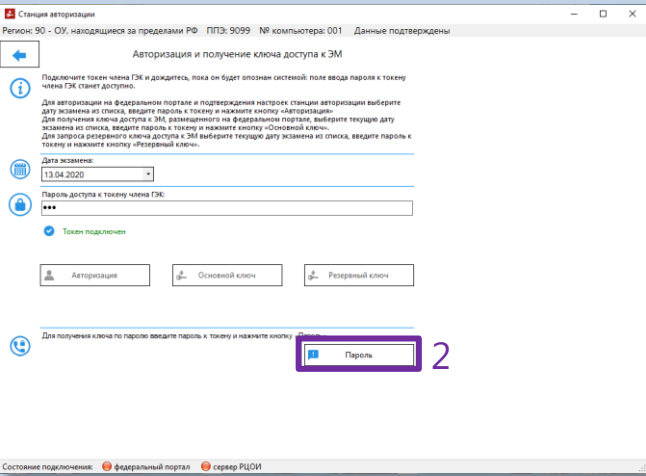 Станция авторизации
Регион: 90 - ОУ, находящиеся за пределами РФ ППЭ: 9099 № компьютера: 001 Данные подтверждены
Авторизация и получение ключа доступа к ЭМ
Подключите токен члена ГЭК и дождитесь, пока он будет опознан системой: поле ввода пароля к токену
члена ГЭК станет доступно.
Для авторизации на федеральном портале и подтверждения настроек станции авторизации выберите
дату экзамена из списка, введите пароль к токену и нажмите кнопку «Авторизация»
Для получения ключа доступа к ЭМ, размещенного на федеральном портале, выберите текущую дату
экзамена из списка, введите пароль к токену и нажмите кнопку «Основной ключ».
Для запроса резервного ключа доступа к ЭМ выберите текущую дату экзамена из списка, введите пароль к
токену и нажмите кнопку «Резервный ключ».
Дата экзамена:
13.04.2020
Пароль доступа к токену члена ГЭК:
•••
Токен подключен
Авторизация Основной ключ Резервный ключ
Для получения ключа по паролю введите пароль к токену и нажмите кнопку
Пароль 2
Состояние подключения: федеральный портал сервер РЦОИ